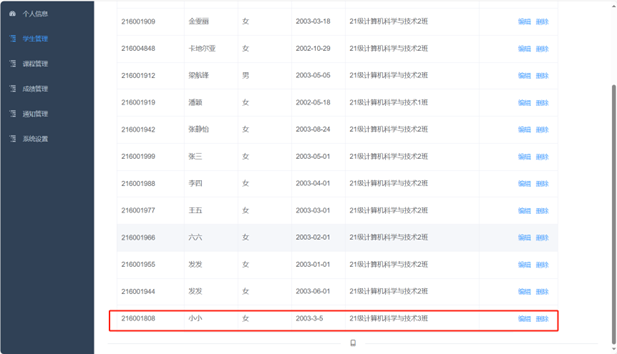 个人信息
学生管理
课程管理
成绩管理
通知管理
系统设置
216001909 金雯丽 女 2003-03-18 21级计算机科学与技术2班 编辑 删除
216004848 卡地尔亚 女 2002-10-29 21级计算机科学与技术2班 编辑 删除
216001912 梁航锋 男 2003-05-05 21级计算机科学与技术2班 编辑 删除
216001919 潘颖 女 2002-05-18 21级计算机科学与技术1班 编辑 删除
216001942 张静怡 女 2003-08-24 21级计算机科学与技术2班 编辑 删除
216001999 张三 女 2003-05-01 21级计算机科学与技术2班 编辑 删除
216001988 李四 女 2003-04-01 21级计算机科学与技术2班 编辑 删除
216001977 王五 女 2003-03-01 21级计算机科学与技术2班 编辑 删除
216001966 六六 女 2003-02-01 21级计算机科学与技术2班 编辑 删除
216001955 发发 女 2003-01-01 21级计算机科学与技术2班 编辑 删除
216001944 发发 女 2003-06-01 21级计算机科学与技术2班 编辑 删除
216001808 小小 女 2003-3-5 21级计算机科学与技术3班 编辑 删除